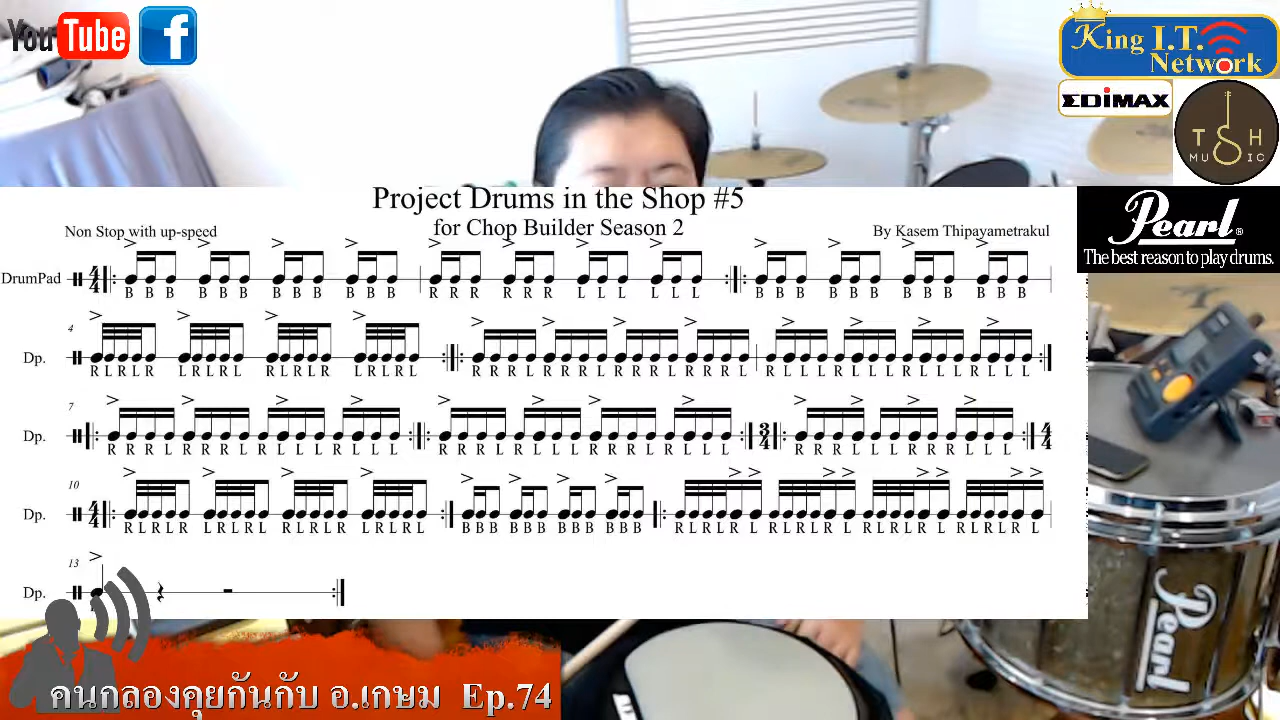 You Tube f
King I.T. Network
EDIMAX
TSH MUSIC
Pearl®
The best reason to play drums.
Project Drums in the Shop #5
for Chop Builder Season 2
Non Stop with up-speed
By Kasem Thipayametrakul
DrumPad
B B B B B B B B B B B B R R R R R R L L L L L L B B B B B B B B B B B B
4
Dp.
R L R L R L R L R L R L R L R L R L R L R R L R L L R L R R L R L L R L R L R L L R L L R L L R L R L L R L L L
7
Dp.
R R L R L R R L R L R R L R L L R R L R L L R R L R L L R L L L
10
Dp.
R L R L R L R L R L R L R L R L R L R L B B B B B B B B B B B B R L R L R L R L R L R L R L R L R L R L R L R L
13
Dp.
Pearl
คนกลองคุยกันกับ อ.เกษม Ep.74